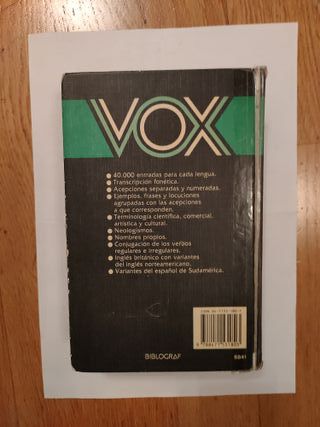 VOX
● 40.000 entradas para cada lengua.
● Transcripción fonética.
● Acepciones separadas y numeradas.
● Ejemplos, frases y locuciones
agrupadas con las acepciones
a que corresponden.
● Terminología científica, comercial,
artística y cultural.
● Neologismos.
● Nombres propios.
● Conjugación de los verbos
regulares e irregulares.
● Inglés británico con variantes
del inglés norteamericano.
● Variantes del español de Sudamérica.
BIBLOGRAF